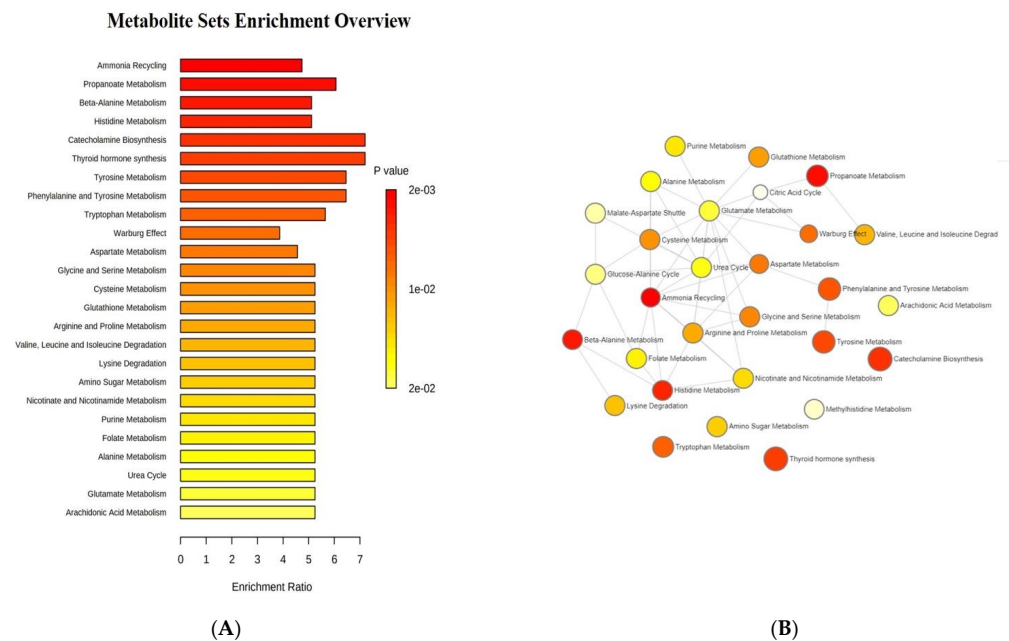 Metabolite Sets Enrichment Overview
Ammonia Recycling
Propanoate Metabolism
Beta-Alanine Metabolism
Histidine Metabolism
Catecholamine Biosynthesis
Thyroid hormone synthesis
Tyrosine Metabolism
Phenylalanine and Tyrosine Metabolism
Tryptophan Metabolism
Warburg Effect
Aspartate Metabolism
Glycine and Serine Metabolism
Cysteine Metabolism
Glutathione Metabolism
Arginine and Proline Metabolism
Valine, Leucine and Isoleucine Degradation
Lysine Degradation
Amino Sugar Metabolism
Nicotinate and Nicotinamide Metabolism
Purine Metabolism
Folate Metabolism
Alanine Metabolism
Urea Cycle
Glutamate Metabolism
Arachidonic Acid Metabolism
0 1 2 3 4 5 6 7
Enrichment Ratio
P value
2e-03
1e-02
2e-02
(A)
Purine Metabolism
Glutathione Metabolism
Propanoate Metabolism
Alanine Metabolism
Citric Acid Cycle
Malate-Aspartate Shuttle
Glutamate Metabolism
Warburg Effect
Valine, Leucine and Isoleucine Degrad
Cysteine Metabolism
Urea Cycle
Aspartate Metabolism
Glucose-Alanine Cycle
Phenylalanine and Tyrosine Metabolism
Ammonia Recycling
Arachidonic Acid Metabolism
Glycine and Serine Metabolism
Arginine and Proline Metabolism
Beta-Alanine Metabolism
Tyrosine Metabolism
Folate Metabolism
Catecholamine Biosynthesis
Nicotinate and Nicotinamide Metabolism
Histidine Metabolism
Lysine Degradation
Methylhistidine Metabolism
Amino Sugar Metabolism
Tryptophan Metabolism
Thyroid hormone synthesis
(B)